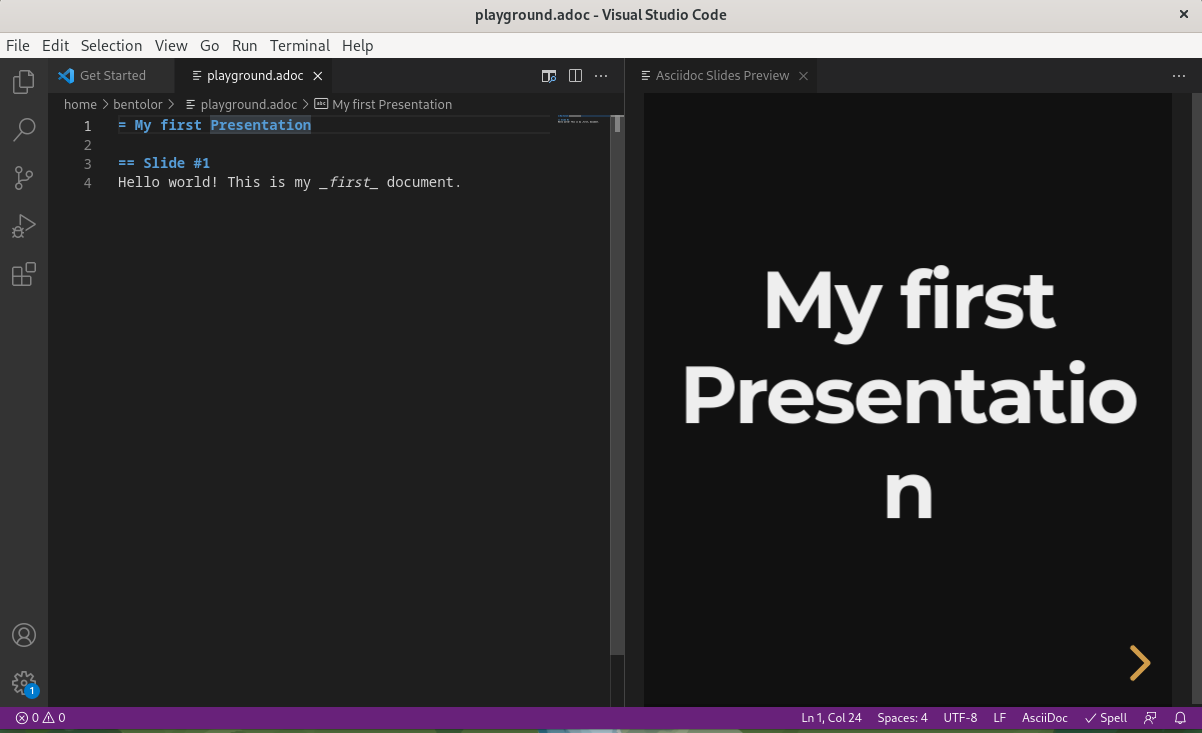 playground.adoc - Visual Studio Code
File Edit Selection View Go Run Terminal Help
Get Started playground.adoc
Asciidoc Slides Preview
home bentolor playground.adoc My first Presentation
1 = My first Presentation
2
3 == Slide #1
4 Hello world! This is my _first_ document.
My first
Presentatio
n
1
0 0 Ln 1, Col 24 Spaces: 4 UTF-8 LF AsciiDoc Spell